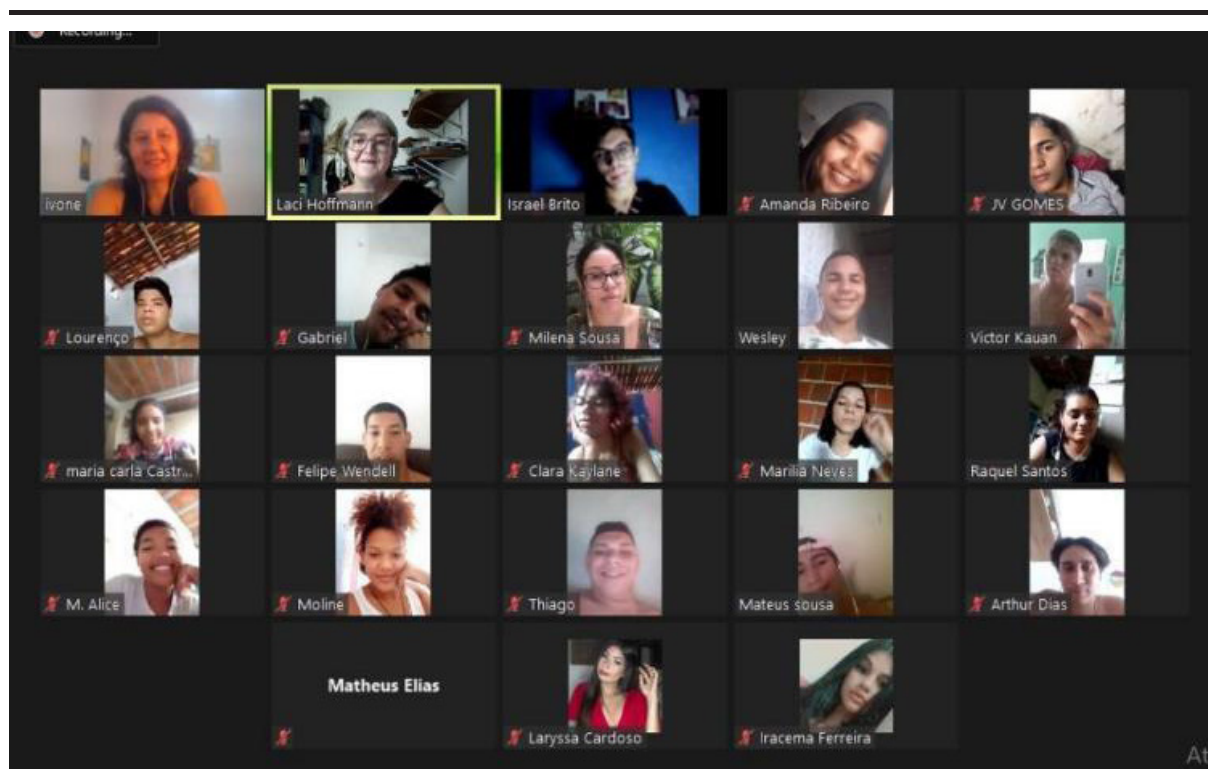 Recording...
ivone
Laci Hoffmann
Israel Brito
Amanda Ribeiro
JV GOMES
Lourenço
Gabriel
Milena Sousa
Wesley
Victor Kauan
maria carla Castr...
Felipe Wendell
Clara Kaylane
Marilia Neves
Raquel Santos
M. Alice
Moline
Thiago
Mateus sousa
Arthur Dias
Matheus Elias
Laryssa Cardoso
Iracema Ferreira
At